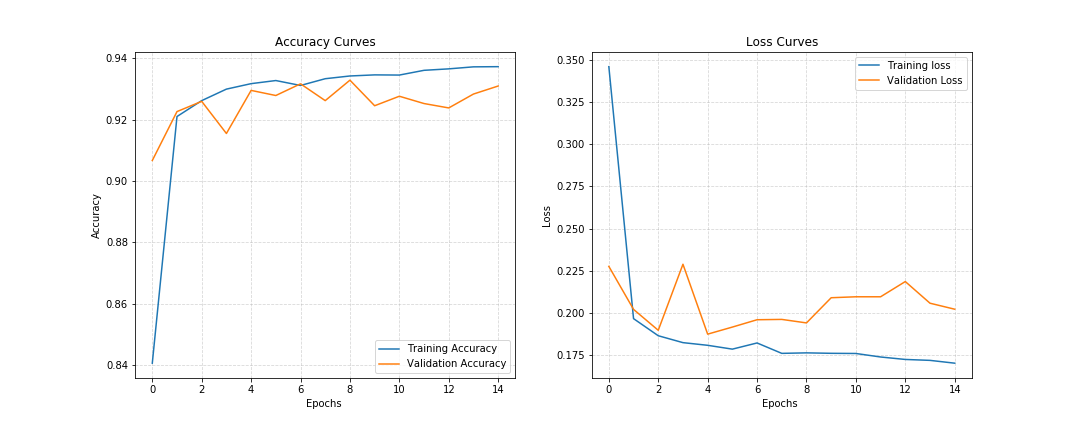 Accuracy Curves
0.94
0.92
0.90
0.88
0.86
0.84
Accuracy
0 2 4 6 8 10 12 14
Epochs
Training Accuracy
Validation Accuracy
Loss Curves
0.350
0.325
0.300
0.275
0.250
0.225
0.200
0.175
Loss
0 2 4 6 8 10 12 14
Epochs
Training loss
Validation Loss